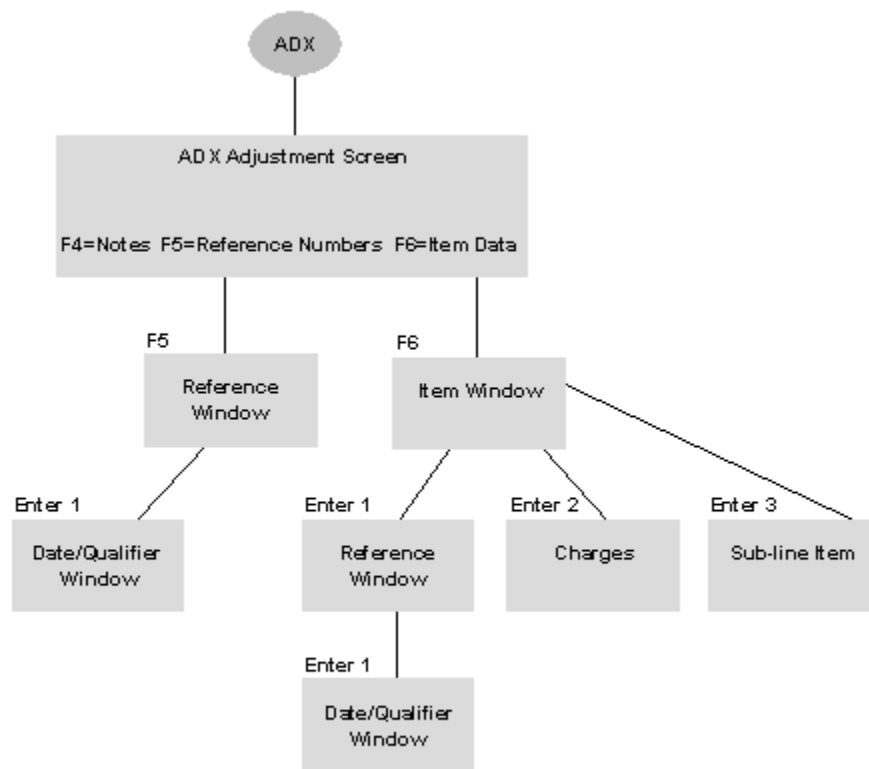 ADX
ADX Adjustment Screen
F4=Notes F5=Reference Numbers F6=Item Data
F5
F6
Reference
Window
Item Window
Enter 1
Enter 1
Enter 2
Enter 3
Date/Qualifier
Window
Reference
Window
Charges
Sub-line Item
Enter 1
Date/Qualifier
Window